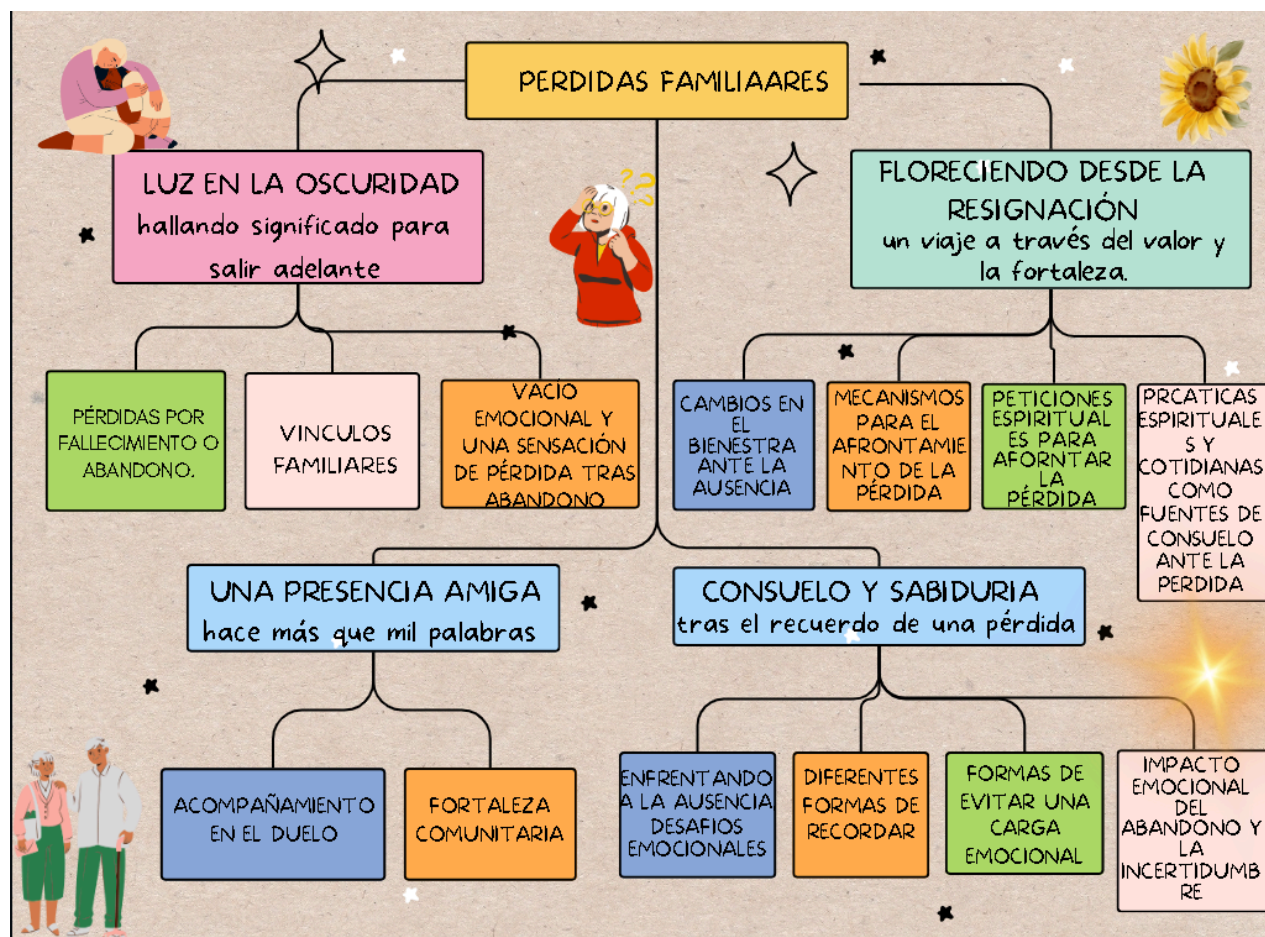 PERDIDAS FAMILIAARES
LUZ EN LA OSCURIDAD
hallando significado para
salir adelante
FLORECIENDO DESDE LA
RESIGNACIÓN
un viaje a través del valor y
la fortaleza.
PÉRDIDAS POR
FALLECIMIENTO O
ABANDONO.
VINCULOS
FAMILIARES
VACÍO
EMOCIONAL Y
UNA SENSACIÓN
DE PÉRDIDA TRAS
ABANDONO
CAMBIOS EN
EL
BIENESTRA
ANTE LA
AUSENCIA
MECANISMOS
PARA EL
AFRONTAMIE
NTO DE LA
PÉRDIDA
PETICIONES
ESPIRITUAL
ES PARA
AFORNTAR
LA
PÉRDIDA
PRCATICAS
ESPIRITUALE
S Y
COTIDIANAS
COMO
FUENTES DE
CONSUELO
ANTE LA
PERDIDA
UNA PRESENCIA AMIGA
hace más que mil palabras
CONSUELO Y SABIDURIA
tras el recuerdo de una pérdida
ACOMPAÑAMIENTO
EN EL DUELO
FORTALEZA
COMUNITARIA
ENFRENTANDO
A LA AUSENCIA
DESAFIOS
EMOCIONALES
DIFERENTES
FORMAS DE
RECORDAR
FORMAS DE
EVITAR UNA
CARGA
EMOCIONAL
IMPACTO
EMOCIONAL
DEL
ABANDONO Y
LA
INCERTIDUMB
RE